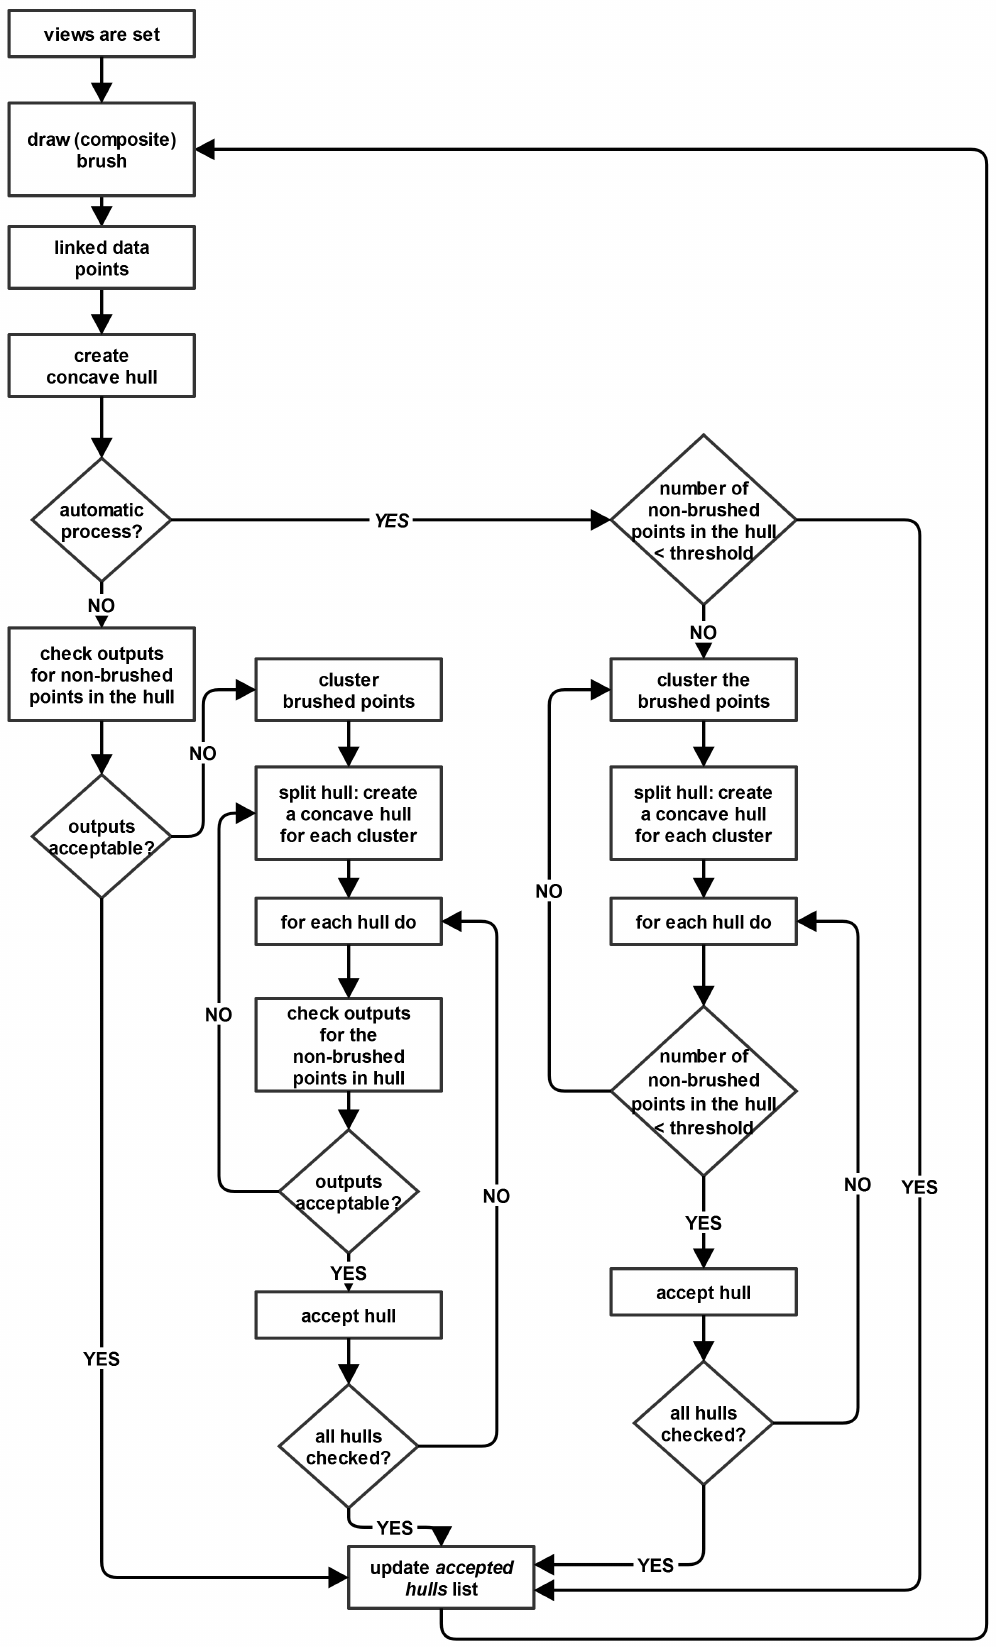 views are set
draw (composite)
brush
linked data
points
create
concave hull
automatic
process?
YES
number of
non-brushed
points in the hull
< threshold
NO
NO
check outputs
for non-brushed
points in the hull
cluster
brushed points
cluster the
brushed points
NO
split hull: create
a concave hull
for each cluster
split hull: create
a concave hull
for each cluster
outputs
acceptable?
NO
for each hull do
for each hull do
NO
check outputs
for the
non-brushed
points in hull
number of
non-brushed
points in the hull
< threshold
outputs
acceptable?
NO
NO
YES
YES
YES
accept hull
accept hull
YES
all hulls
checked?
all hulls
checked?
YES
YES
update accepted
hulls list